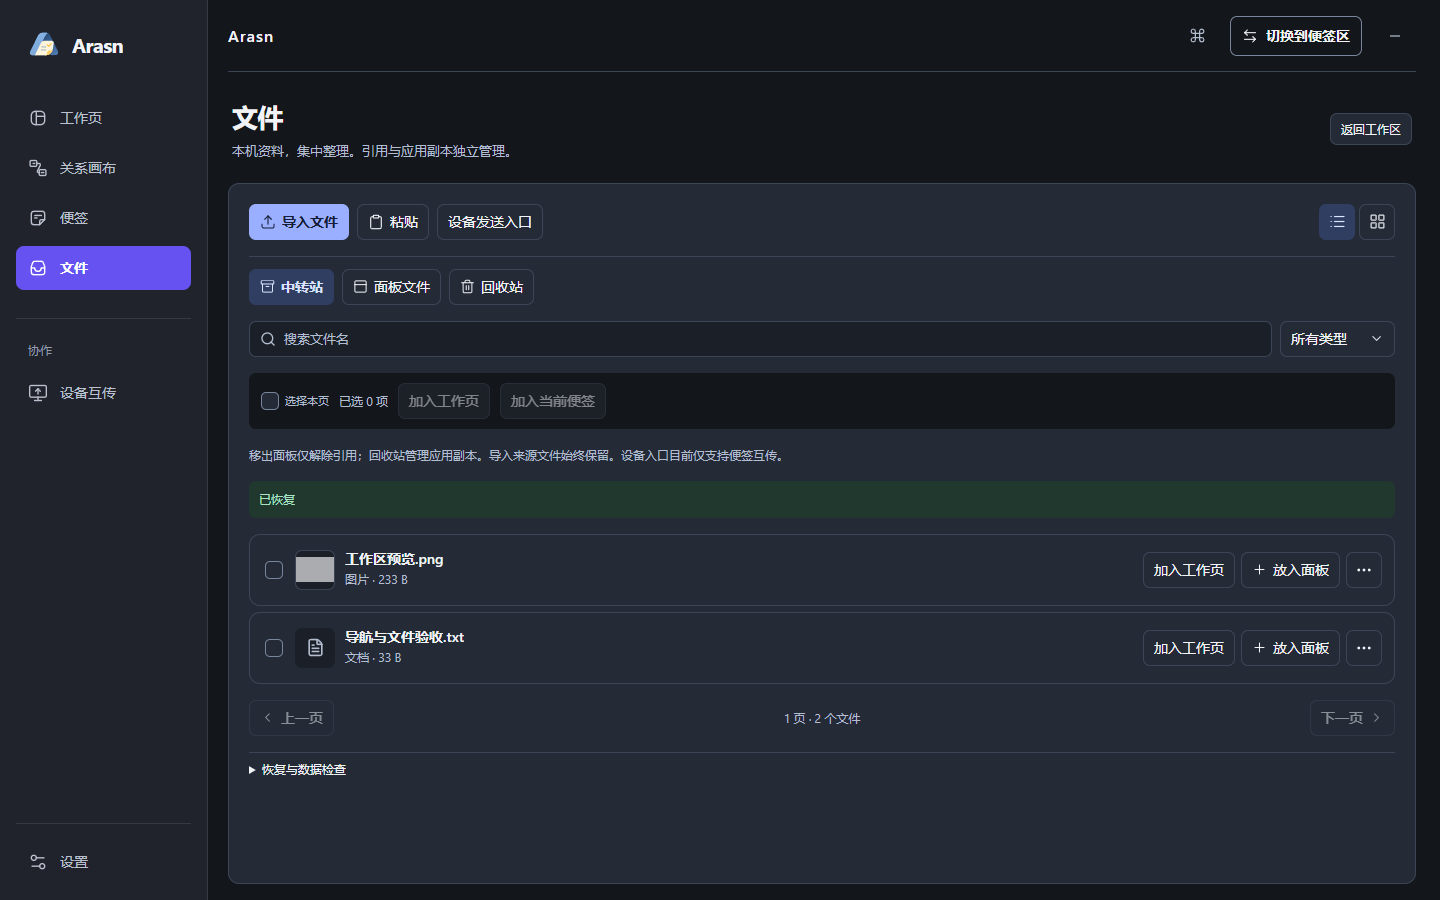 Arasn
工作页
关系画布
便签
文件
协作
设备互传
设置
Arasn
切换到便签区
文件
本机资料，集中整理。引用与应用副本独立管理。
返回工作区
导入文件 粘贴 设备发送入口
中转站 面板文件 回收站
搜索文件名 所有类型
选择本页 已选 0 项 加入工作页 加入当前便签
移出面板仅解除引用；回收站管理应用副本。导入来源文件始终保留。设备入口目前仅支持便签互传。
已恢复
工作区预览.png
图片 · 233 B
加入工作页 放入面板
导航与文件验收.txt
文档 · 33 B
加入工作页 放入面板
上一页 1 页 · 2 个文件 下一页
恢复与数据检查